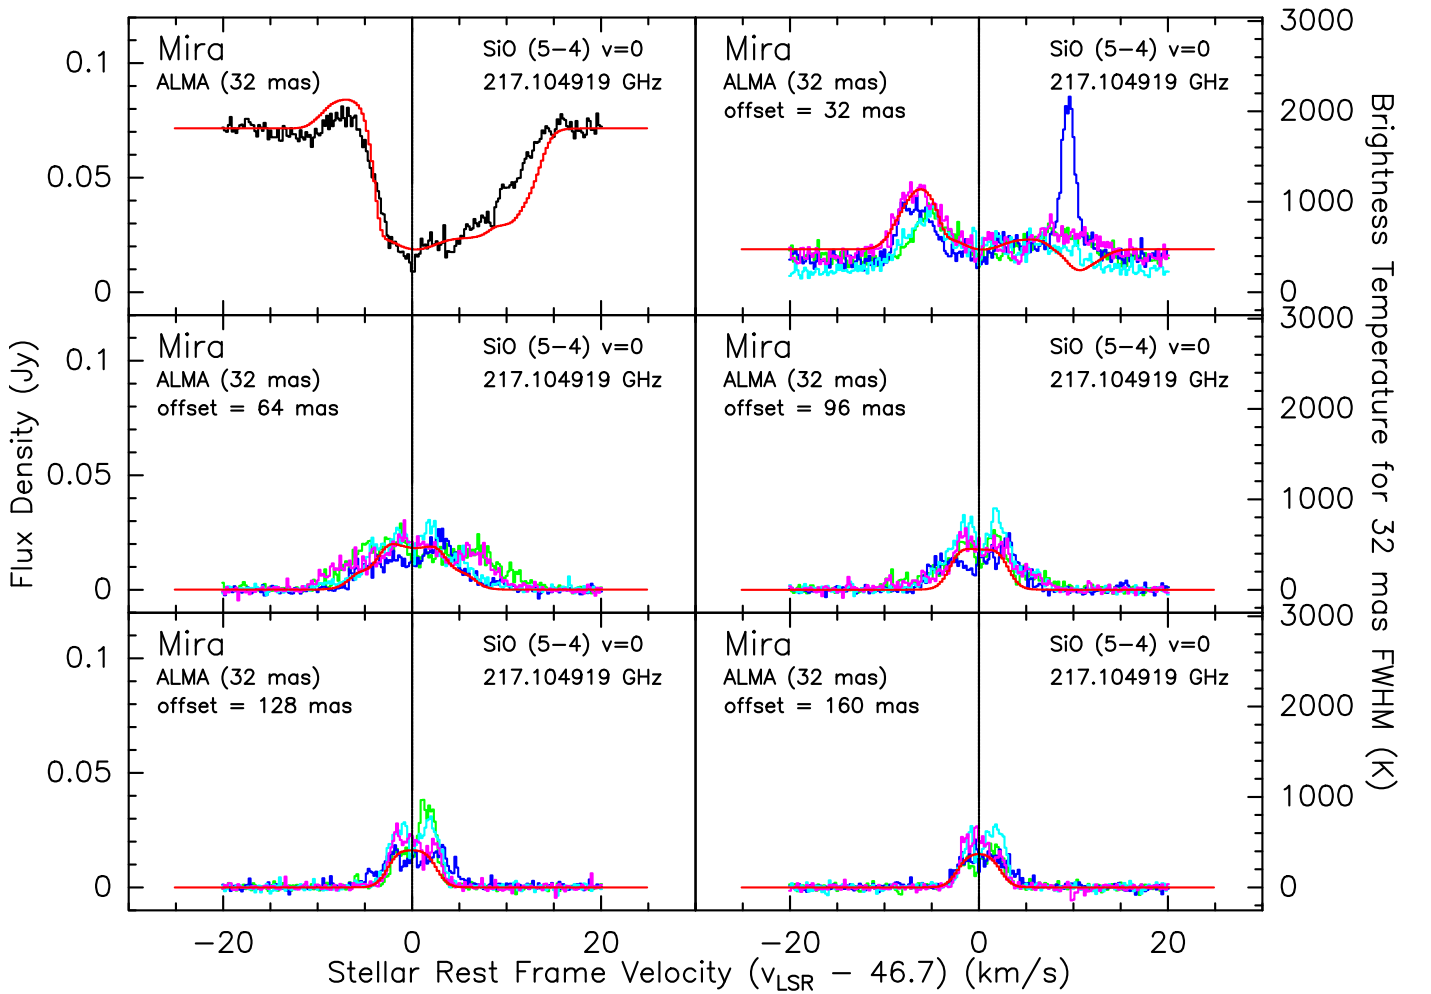 Mira
ALMA (32 mas)
SiO (5−4) v=0
217.104919 GHz
Mira
ALMA (32 mas)
offset = 32 mas
SiO (5−4) v=0
217.104919 GHz
Mira
ALMA (32 mas)
offset = 64 mas
SiO (5−4) v=0
217.104919 GHz
Mira
ALMA (32 mas)
offset = 96 mas
SiO (5−4) v=0
217.104919 GHz
Mira
ALMA (32 mas)
offset = 128 mas
SiO (5−4) v=0
217.104919 GHz
Mira
ALMA (32 mas)
offset = 160 mas
SiO (5−4) v=0
217.104919 GHz
0.1
0.05
0
0.1
0.05
0
0.1
0.05
0
3000
2000
1000
0
3000
2000
1000
0
3000
2000
1000
0
−20 0 20
−20 0 20
Flux Density (Jy)
Brightness Temperature for 32 mas FWHM (K)
Stellar Rest Frame Velocity (vLSR − 46.7) (km/s)